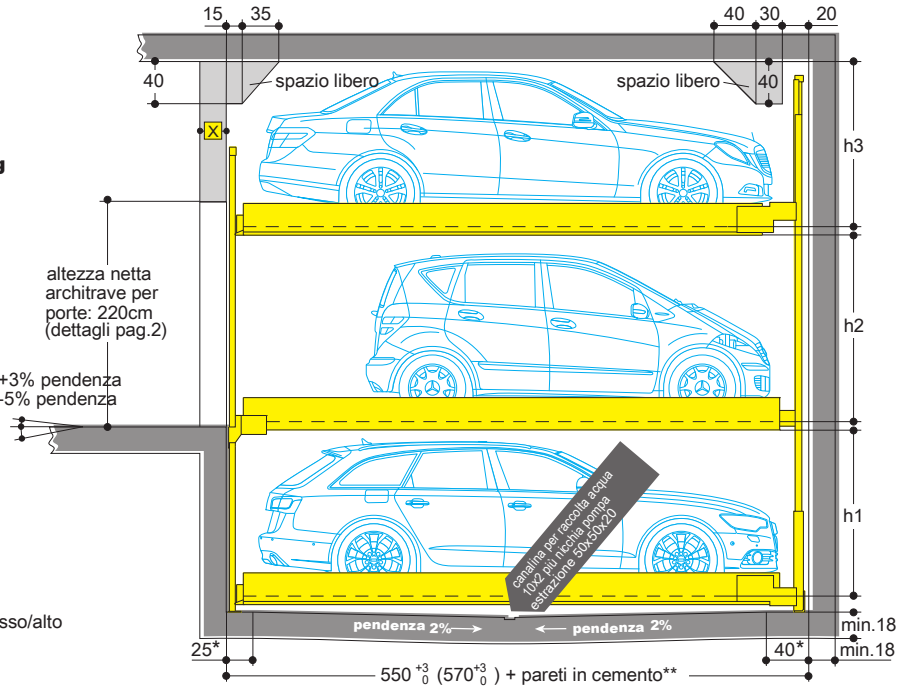 15 35 40 30 20
40
spazio libero
spazio libero
40
X
g
h3
altezza netta
architrave per
porte: 220cm
(dettagli pag.2)
h2
+3% pendenza
-5% pendenza
canalina per raccolta acqua
10x2 più nicchia pompa
estrazione 50x50x20
h1
sso/alto
pendenza 2%
pendenza 2%
min.18
25*
40*
min.18
550 +3 0 (570 +3 0 ) + pareti in cemento**